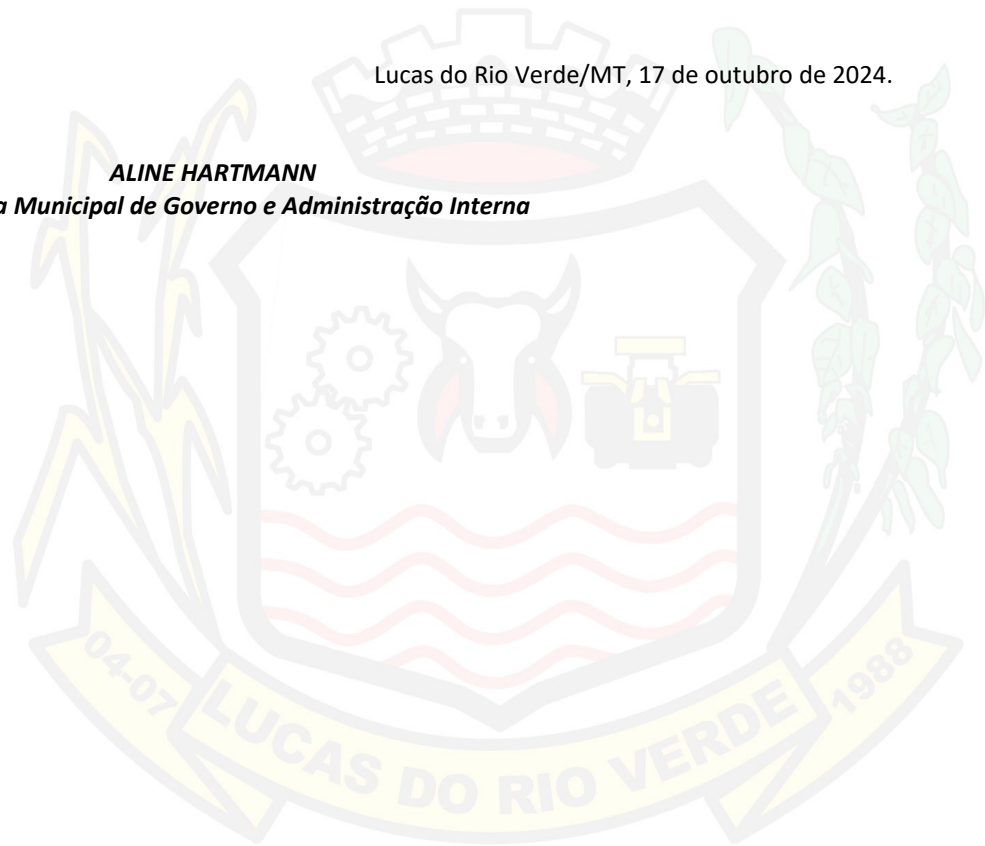 Lucas do Rio Verde/MT, 17 de outubro de 2024.
ALINE HARTMANN
a Municipal de Governo e Administração Interna
04-07
LUCAS DO RIO VERDE
1988